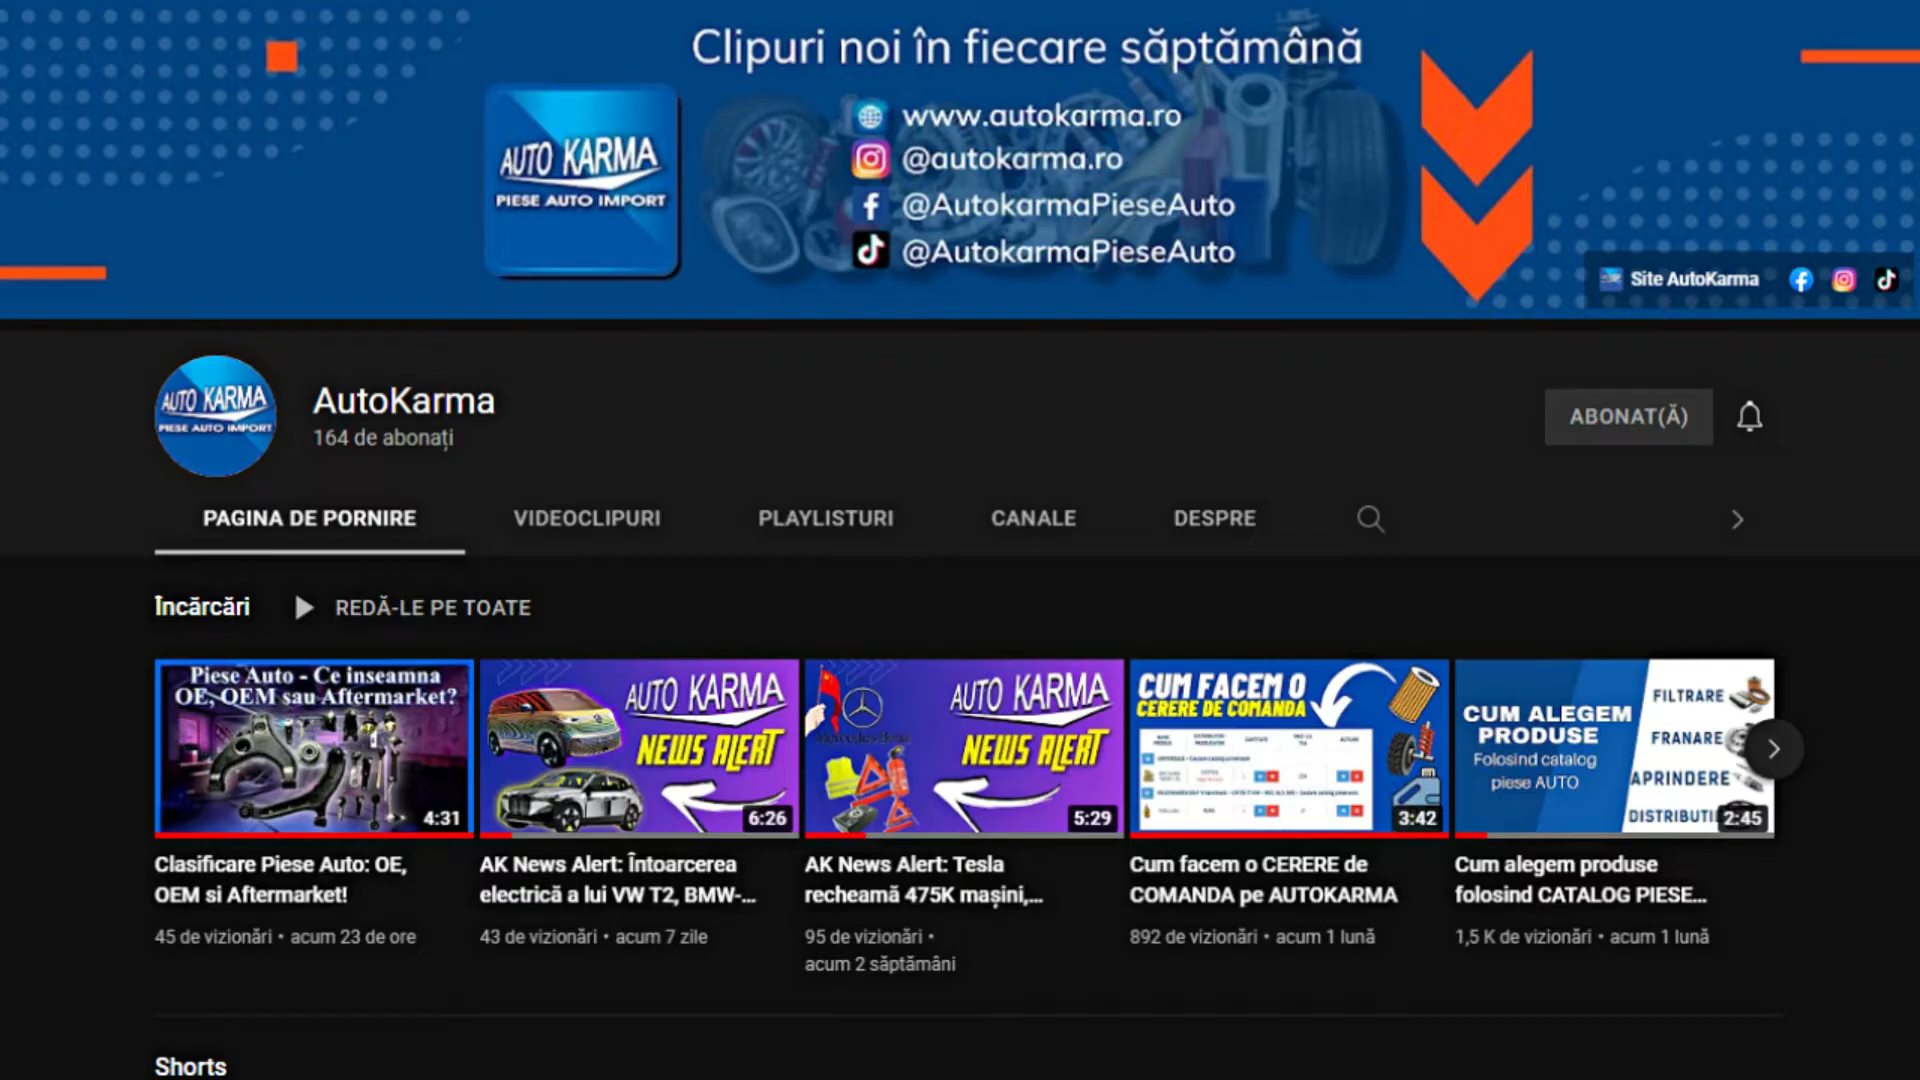 Clipuri noi în fiecare săptămână
AUTO KARMA
PIESE AUTO IMPORT
www.autokarma.ro
@autokarma.ro
@AutokarmaPieseAuto
@AutokarmaPieseAuto
Site AutoKarma
AUTO KARMA
PIESE AUTO IMPORT
AutoKarma
164 de abonați
ABONAT(Ă)
PAGINA DE PORNIRE
VIDEOCLIPURI
PLAYLISTURI
CANALE
DESPRE
Încărcări
REDĂ-LE PE TOATE
Piese Auto - Ce inseamna
OE, OEM sau Aftermarket?
4:31
AUTO KARMA
NEWS ALERT
6:26
Mercedes-Benz
AUTO KARMA
NEWS ALERT
5:29
CUM FACEM O
CERERE DE COMANDA
3:42
CUM ALEGEM
PRODUSE
Folosind catalog
piese AUTO
FILTRARE
FRANARE
APRINDERE
2:45
Clasificare Piese Auto: OE,
OEM si Aftermarket!
45 de vizionări • acum 23 de ore
AK News Alert: Întoarcerea
electrică a lui VW T2, BMW-...
43 de vizionări • acum 7 zile
AK News Alert: Tesla
recheamă 475K mașini,...
95 de vizionări •
acum 2 săptămâni
Cum facem o CERERE de
COMANDA pe AUTOKARMA
892 de vizionări • acum 1 lună
Cum alegem produse
folosind CATALOG PIESE...
1,5 K de vizionări • acum 1 lună
Shorts